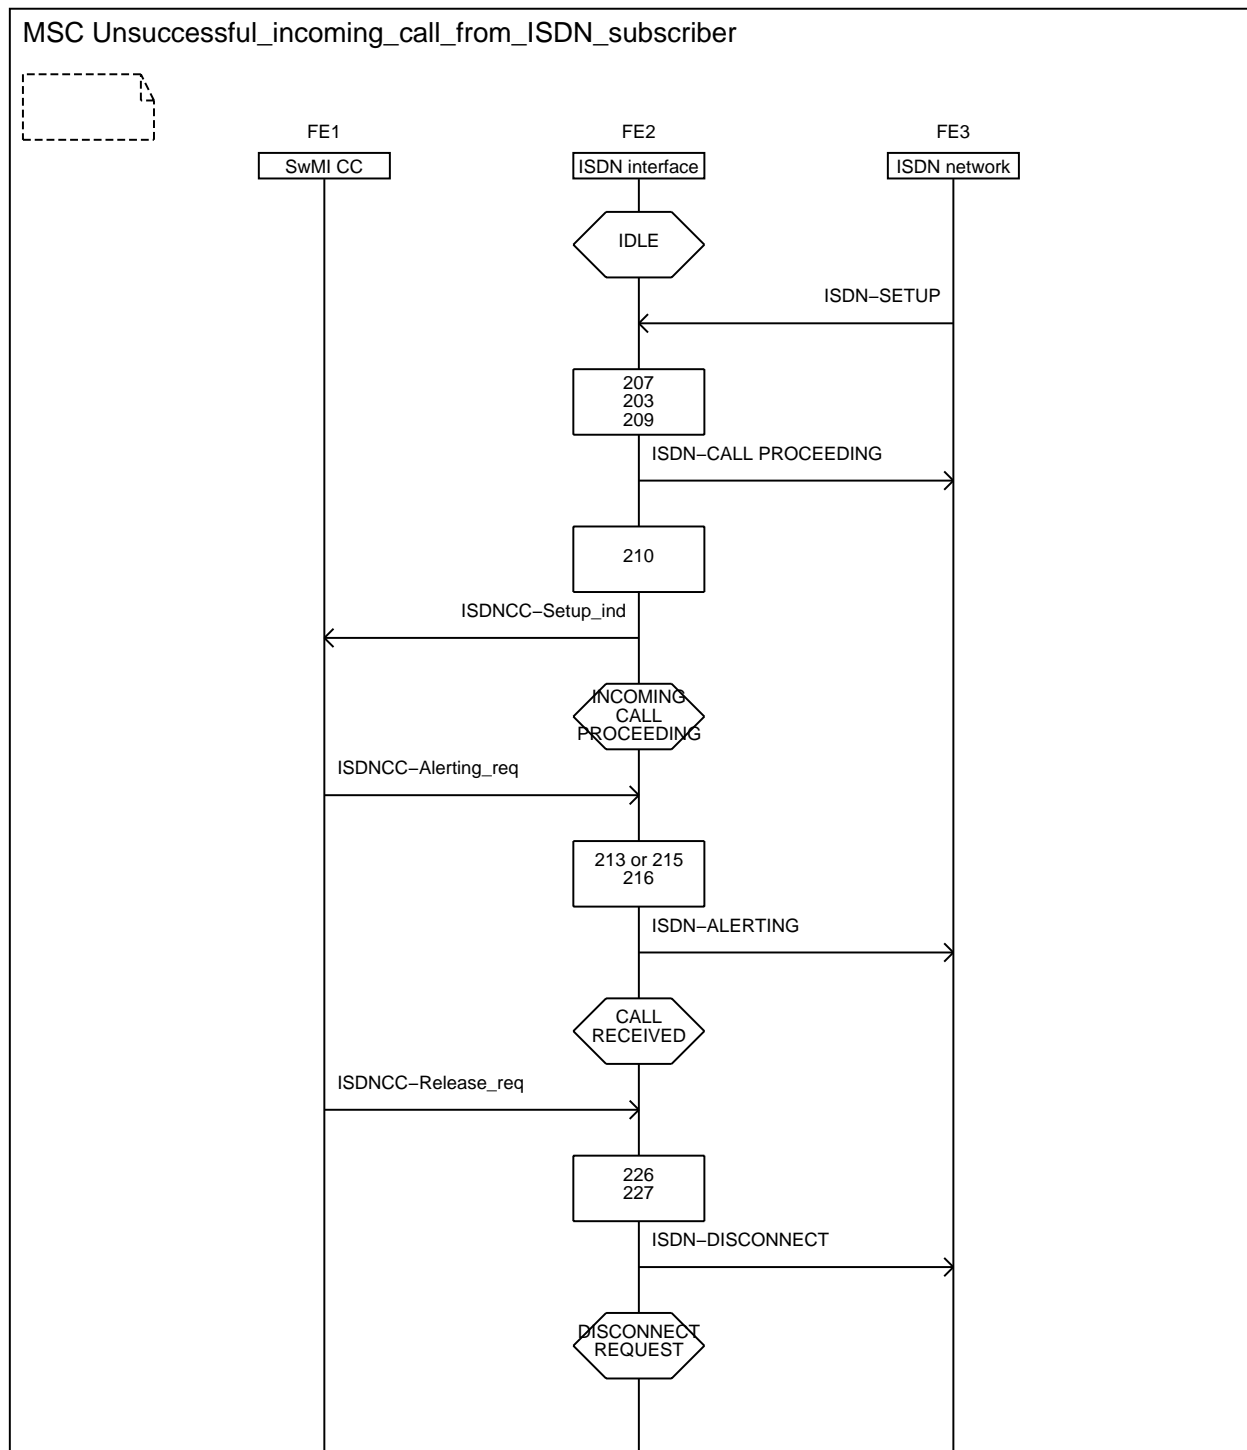 MSC Unsuccessful_incoming_call_from_ISDN_subscriber
FE1
FE2
FE3
SwMI CC
ISDN interface
ISDN network
IDLE
ISDN−SETUP
207
203
209
ISDN−CALL PROCEEDING
210
ISDNCC−Setup_ind
INCOMING
CALL
PROCEEDING
ISDNCC−Alerting_req
213 or 215
216
ISDN−ALERTING
CALL
RECEIVED
ISDNCC−Release_req
226
227
ISDN−DISCONNECT
DISCONNECT
REQUEST